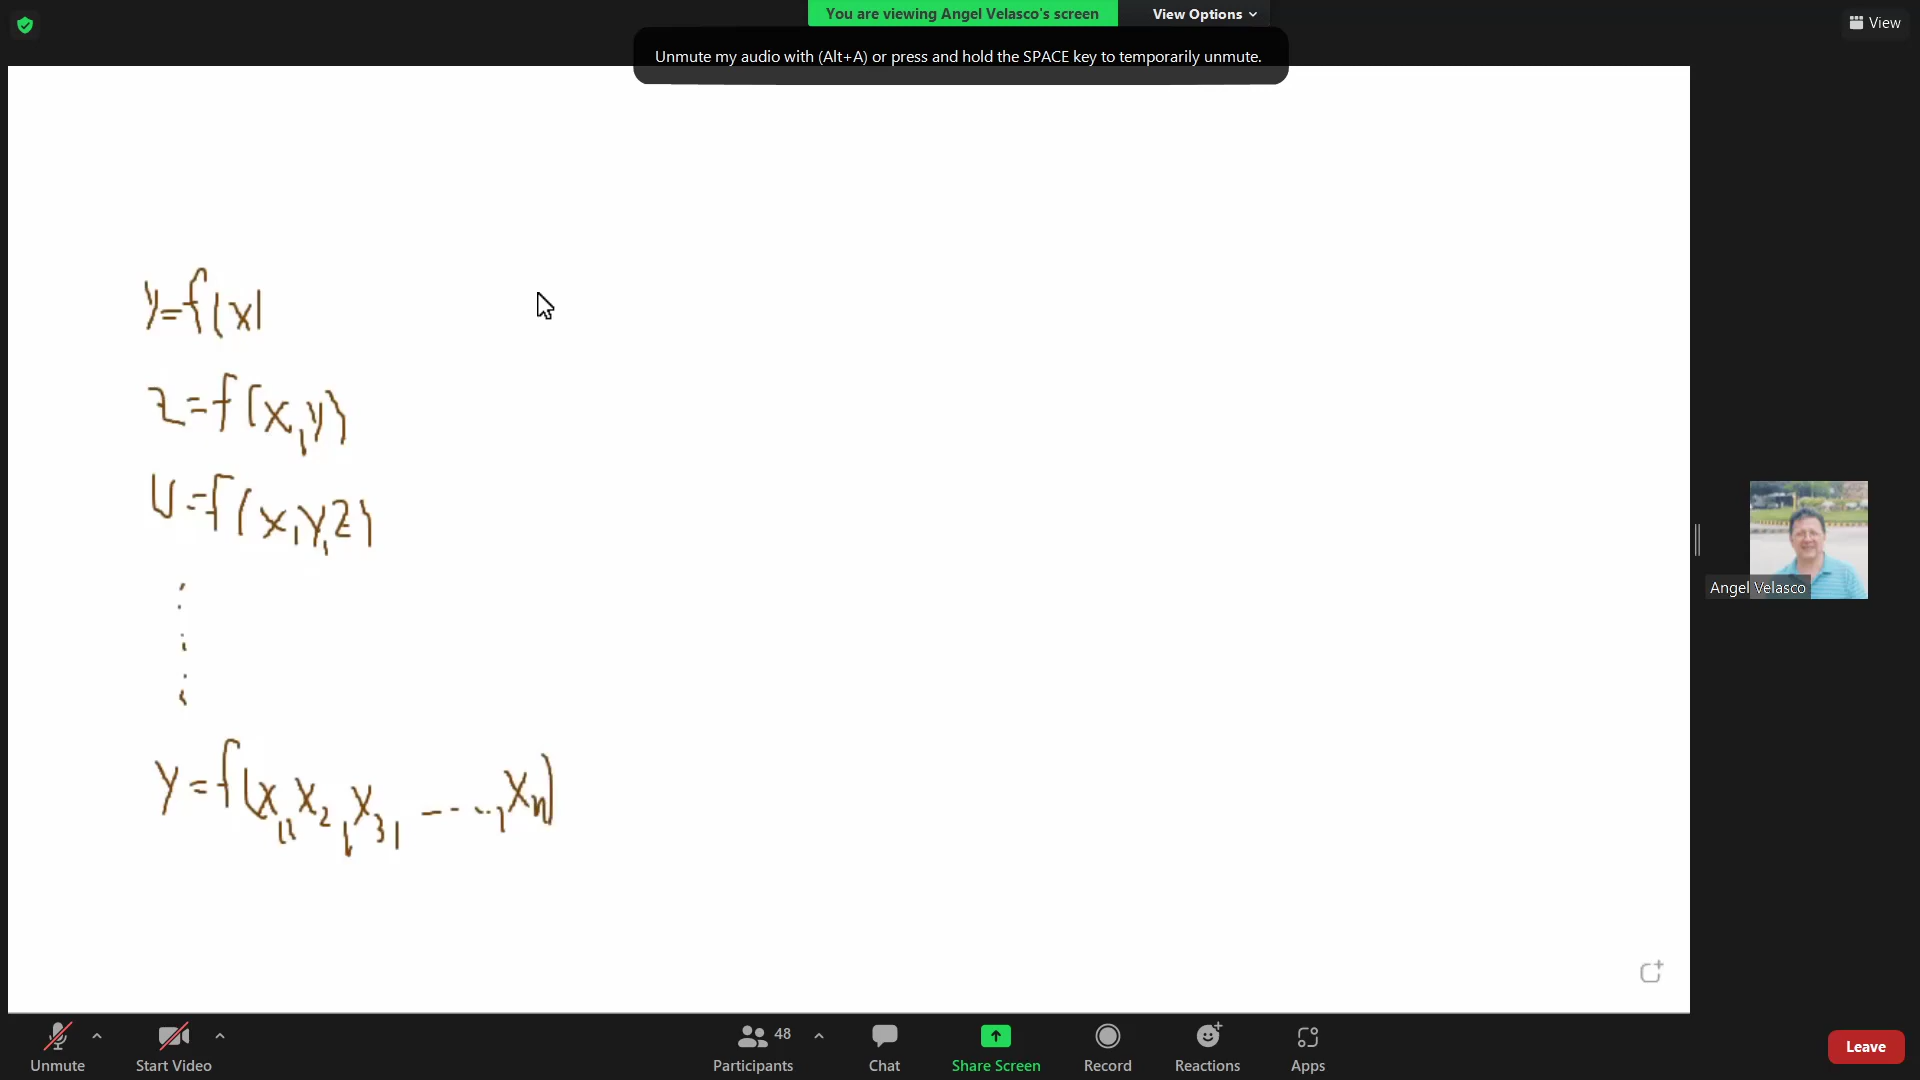 You are viewing Angel Velasco's screen
View Options
View
Unmute my audio with (Alt+A) or press and hold the SPACE key to temporarily unmute.
y=f(x)
z=f(x,y)
U=f(x,y,z)
y=f(x₁,x₂,x₃,----,xₙ)
Angel Velasco
Unmute
Start Video
48
Participants
Chat
Share Screen
Record
Reactions
Apps
Leave